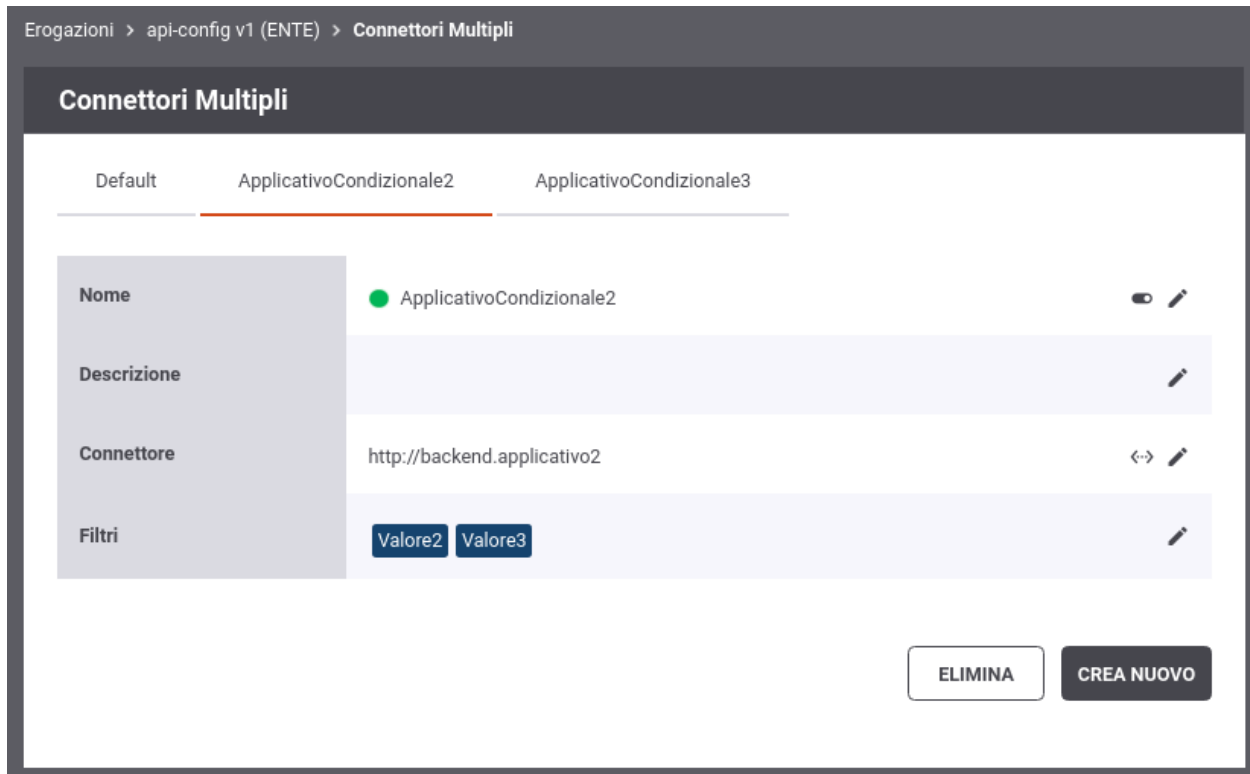 Erogazioni > api-config v1 (ENTE) > Connettori Multipli
Connettori Multipli
Default ApplicativoCondizionale2 ApplicativoCondizionale3
Nome ApplicativoCondizionale2
Descrizione
Connettore http://backend.applicativo2
Filtri Valore2 Valore3
ELIMINA CREA NUOVO